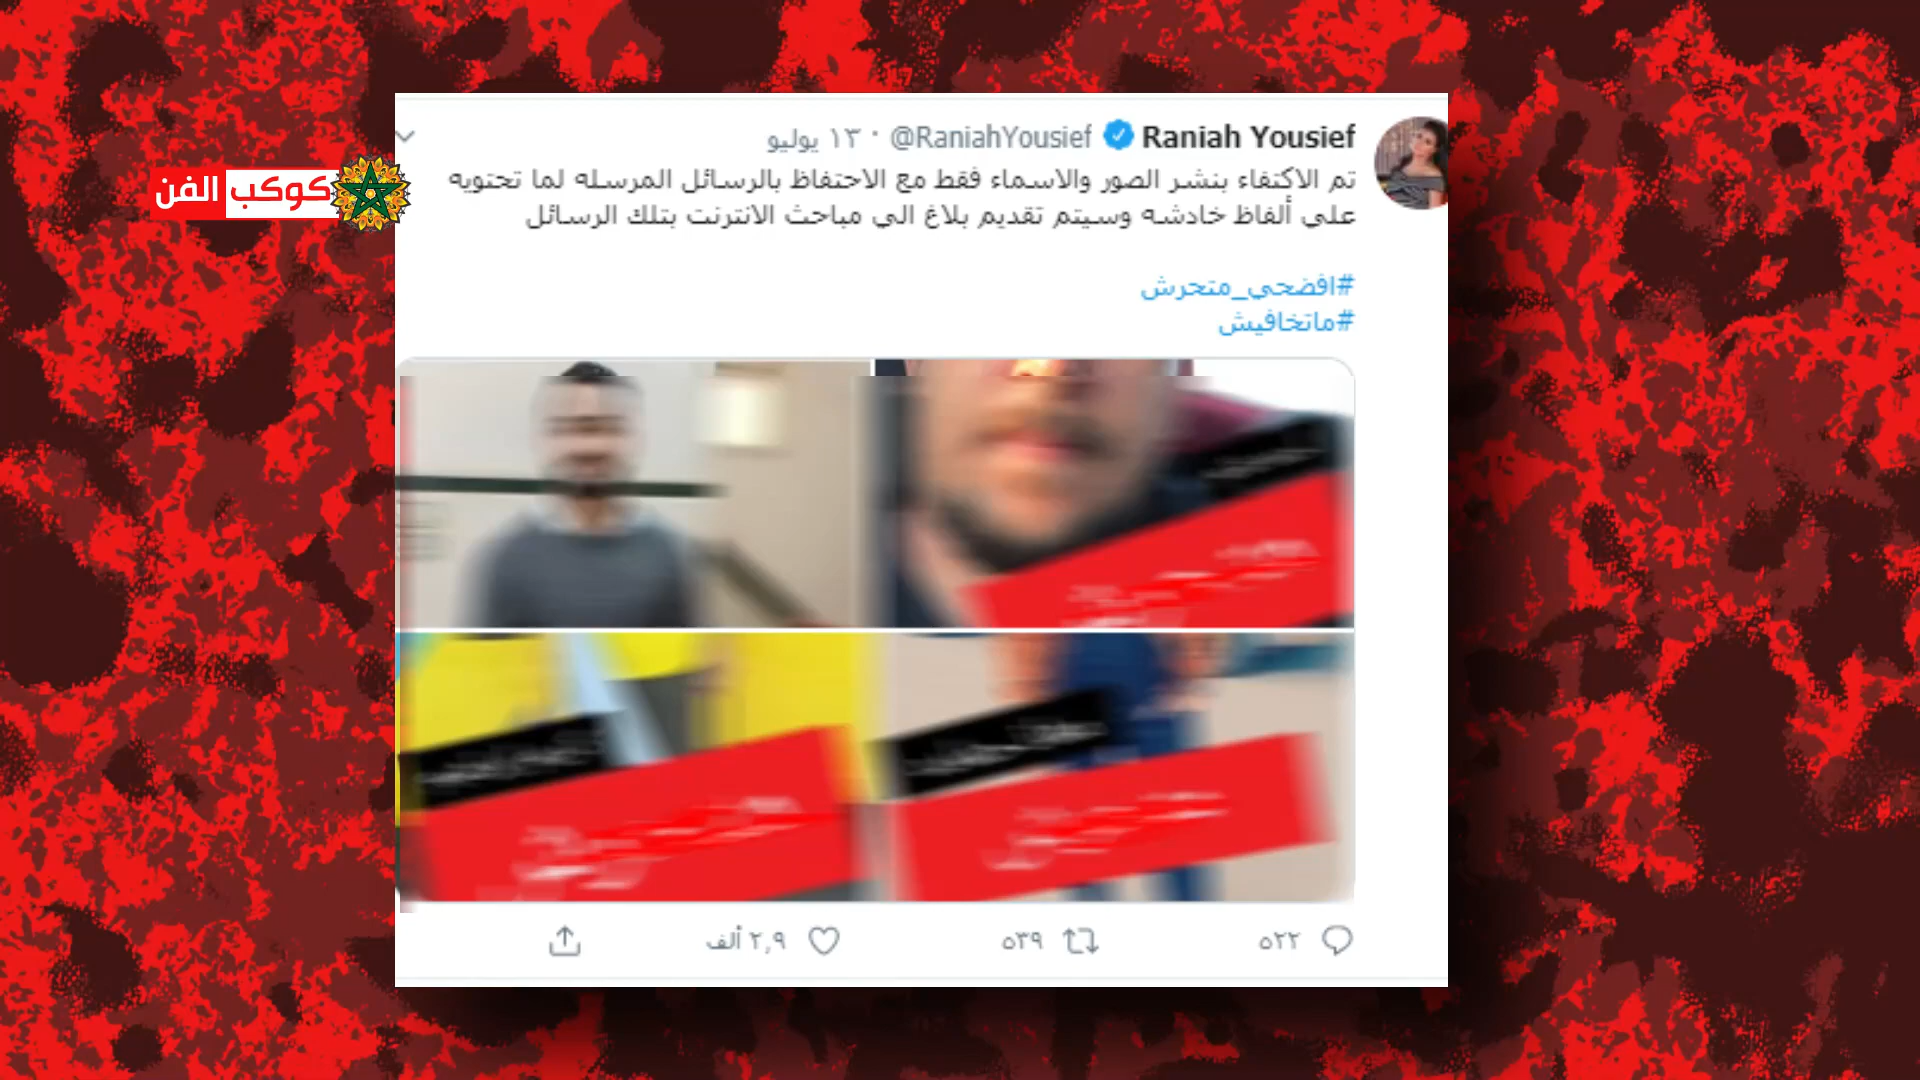 كوكب الفن
Raniah Yousief @RaniahYousief · ١٣ يوليو
تم الاكتفاء بنشر الصور والاسماء فقط مع الاحتفاظ بالرسائل المرسله لما تحتويه
علي ألفاظ خادشه وسيتم تقديم بلاغ الي مباحث الانترنت بتلك الرسائل
#افضحي_متحرش
#ماتخافيش
٥٢٢ ٥٣٩ ٢,٩ ألف